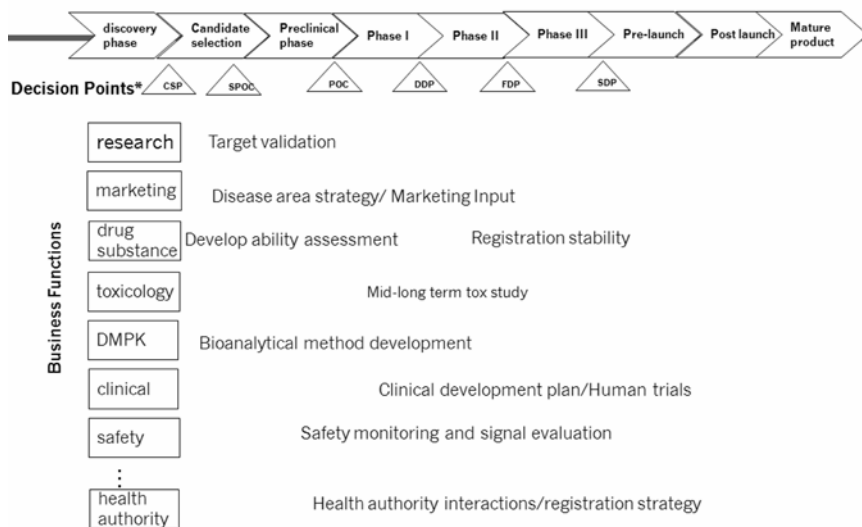 discovery phase
Candidate selection
Preclinical phase
Phase I
Phase II
Phase III
Pre-launch
Post launch
Mature product
Decision Points*
CSP
SPOC
POC
DDP
FDP
SDP
Business Functions
research
Target validation
marketing
Disease area strategy/ Marketing Input
drug substance
Develop ability assessment
Registration stability
toxicology
Mid-long term tox study
DMPK
Bioanalytical method development
clinical
Clinical development plan/Human trials
safety
Safety monitoring and signal evaluation
health authority
Health authority interactions/registration strategy